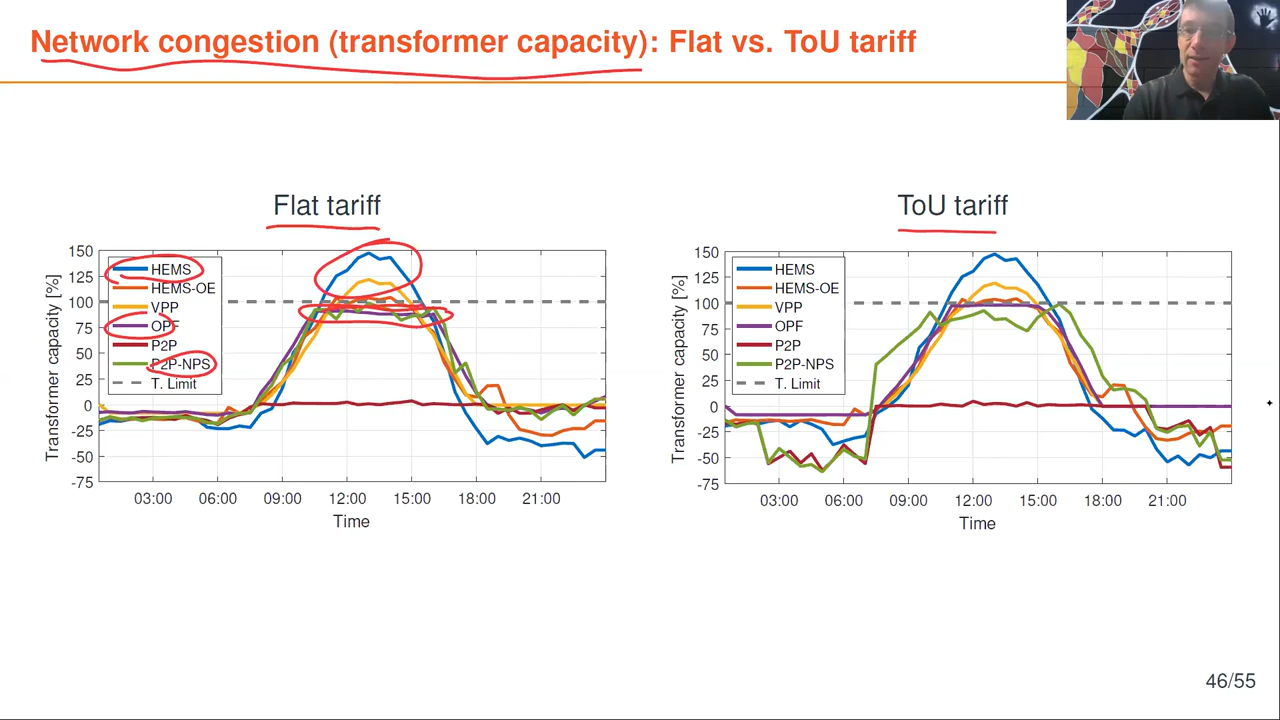 Network congestion (transformer capacity): Flat vs. ToU tariff
Flat tariff
150
125
100
75
50
25
0
-25
-50
-75
Transformer capacity [%]
HEMS
HEMS-OE
VPP
OPF
P2P
P2P-NPS
T. Limit
03:00 06:00 09:00 12:00 15:00 18:00 21:00
Time
ToU tariff
150
125
100
75
50
25
0
-25
-50
-75
Transformer capacity [%]
HEMS
HEMS-OE
VPP
OPF
P2P
P2P-NPS
T. Limit
03:00 06:00 09:00 12:00 15:00 18:00 21:00
Time
46/55